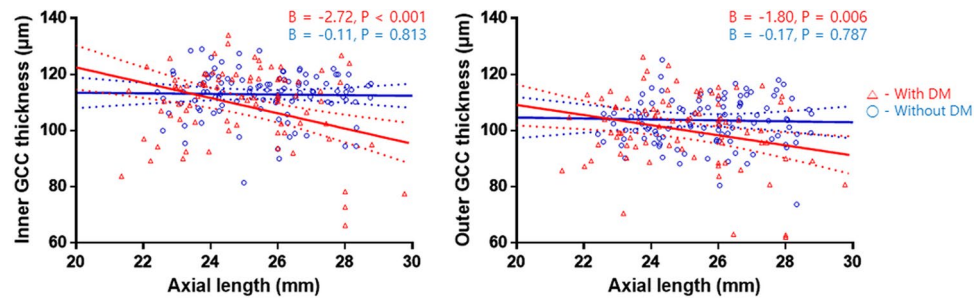 B = -2.72, P < 0.001
B = -0.11, P = 0.813
Inner GCC thickness (μm)
140
120
100
80
60
20 22 24 26 28 30
Axial length (mm)
B = -1.80, P = 0.006
B = -0.17, P = 0.787
Outer GCC thickness (μm)
140
120
100
80
60
20 22 24 26 28 30
Axial length (mm)
- With DM
- Without DM